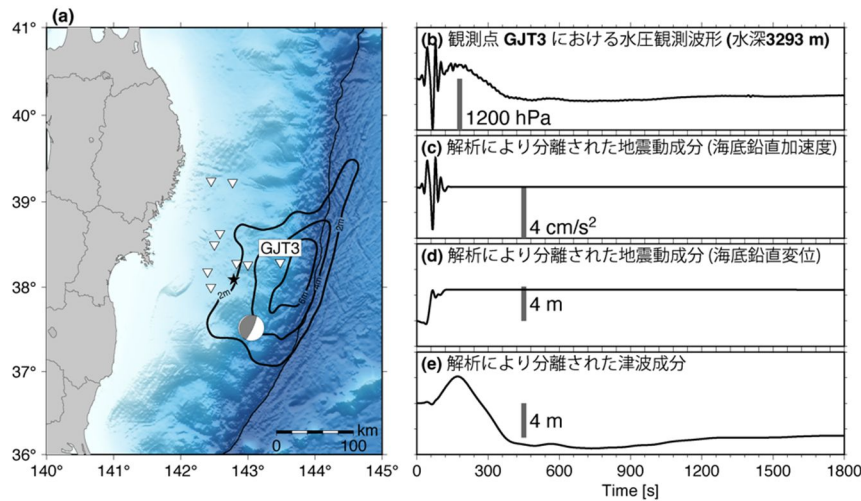 (a)
41°
40°
39°
38°
37°
36°
140°
141°
142°
143°
144°
145°
GJT3
2m
2m
km
0
100
(b) 観測点 GJT3 における水圧観測波形 (水深3293 m)
1200 hPa
(c) 解析により分離された地震動成分 (海底鉛直加速度)
4 cm/s²
(d) 解析により分離された地震動成分 (海底鉛直変位)
4 m
(e) 解析により分離された津波成分
4 m
0
300
600
900
1200
1500
1800
Time [s]